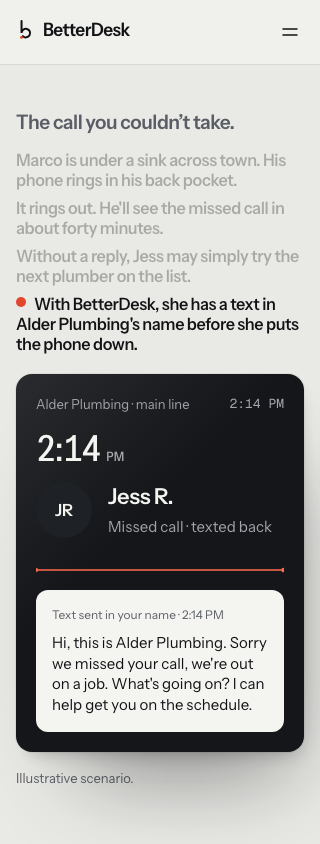 BetterDesk
The call you couldn’t take.
Marco is under a sink across town. His
phone rings in his back pocket.
It rings out. He'll see the missed call in
about forty minutes.
Without a reply, Jess may simply try the
next plumber on the list.
With BetterDesk, she has a text in
Alder Plumbing's name before she puts
the phone down.
Alder Plumbing · main line 2:14 PM
2:14 PM
JR
Jess R.
Missed call · texted back
Text sent in your name · 2:14 PM
Hi, this is Alder Plumbing. Sorry
we missed your call, we're out
on a job. What's going on? I can
help get you on the schedule.
Illustrative scenario.